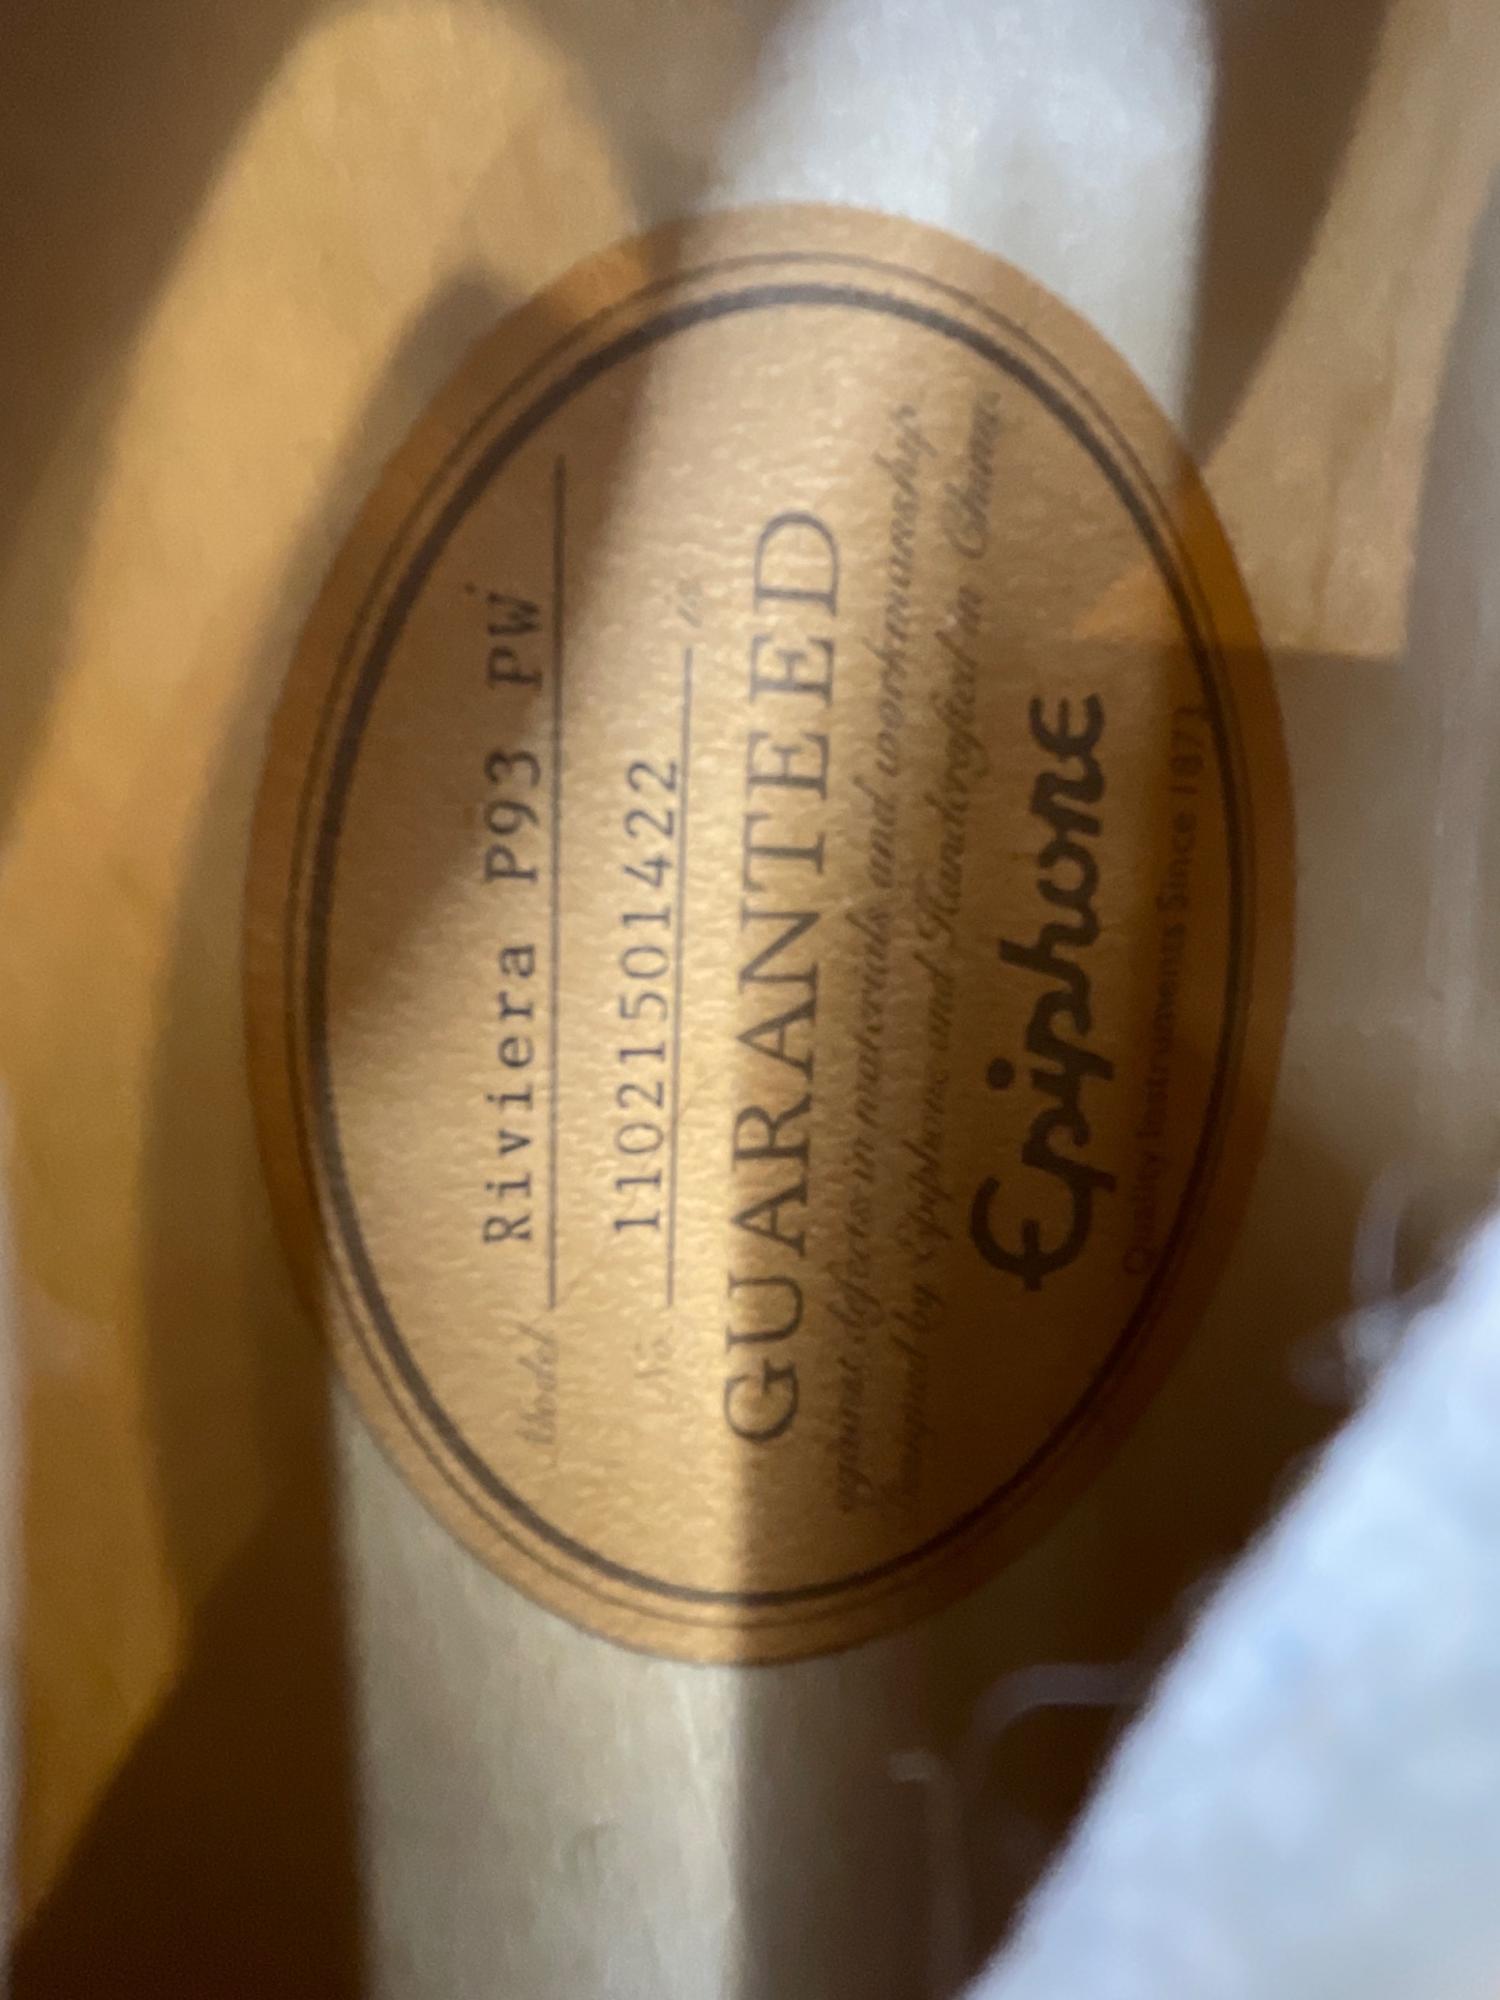 Model Riviera P93 PW
No. 11021501422 is
GUARANTEED
against defects in materials and workmanship.
Designed by Epiphone and Handcrafted in China.
Epiphone
Quality Instruments Since 1873